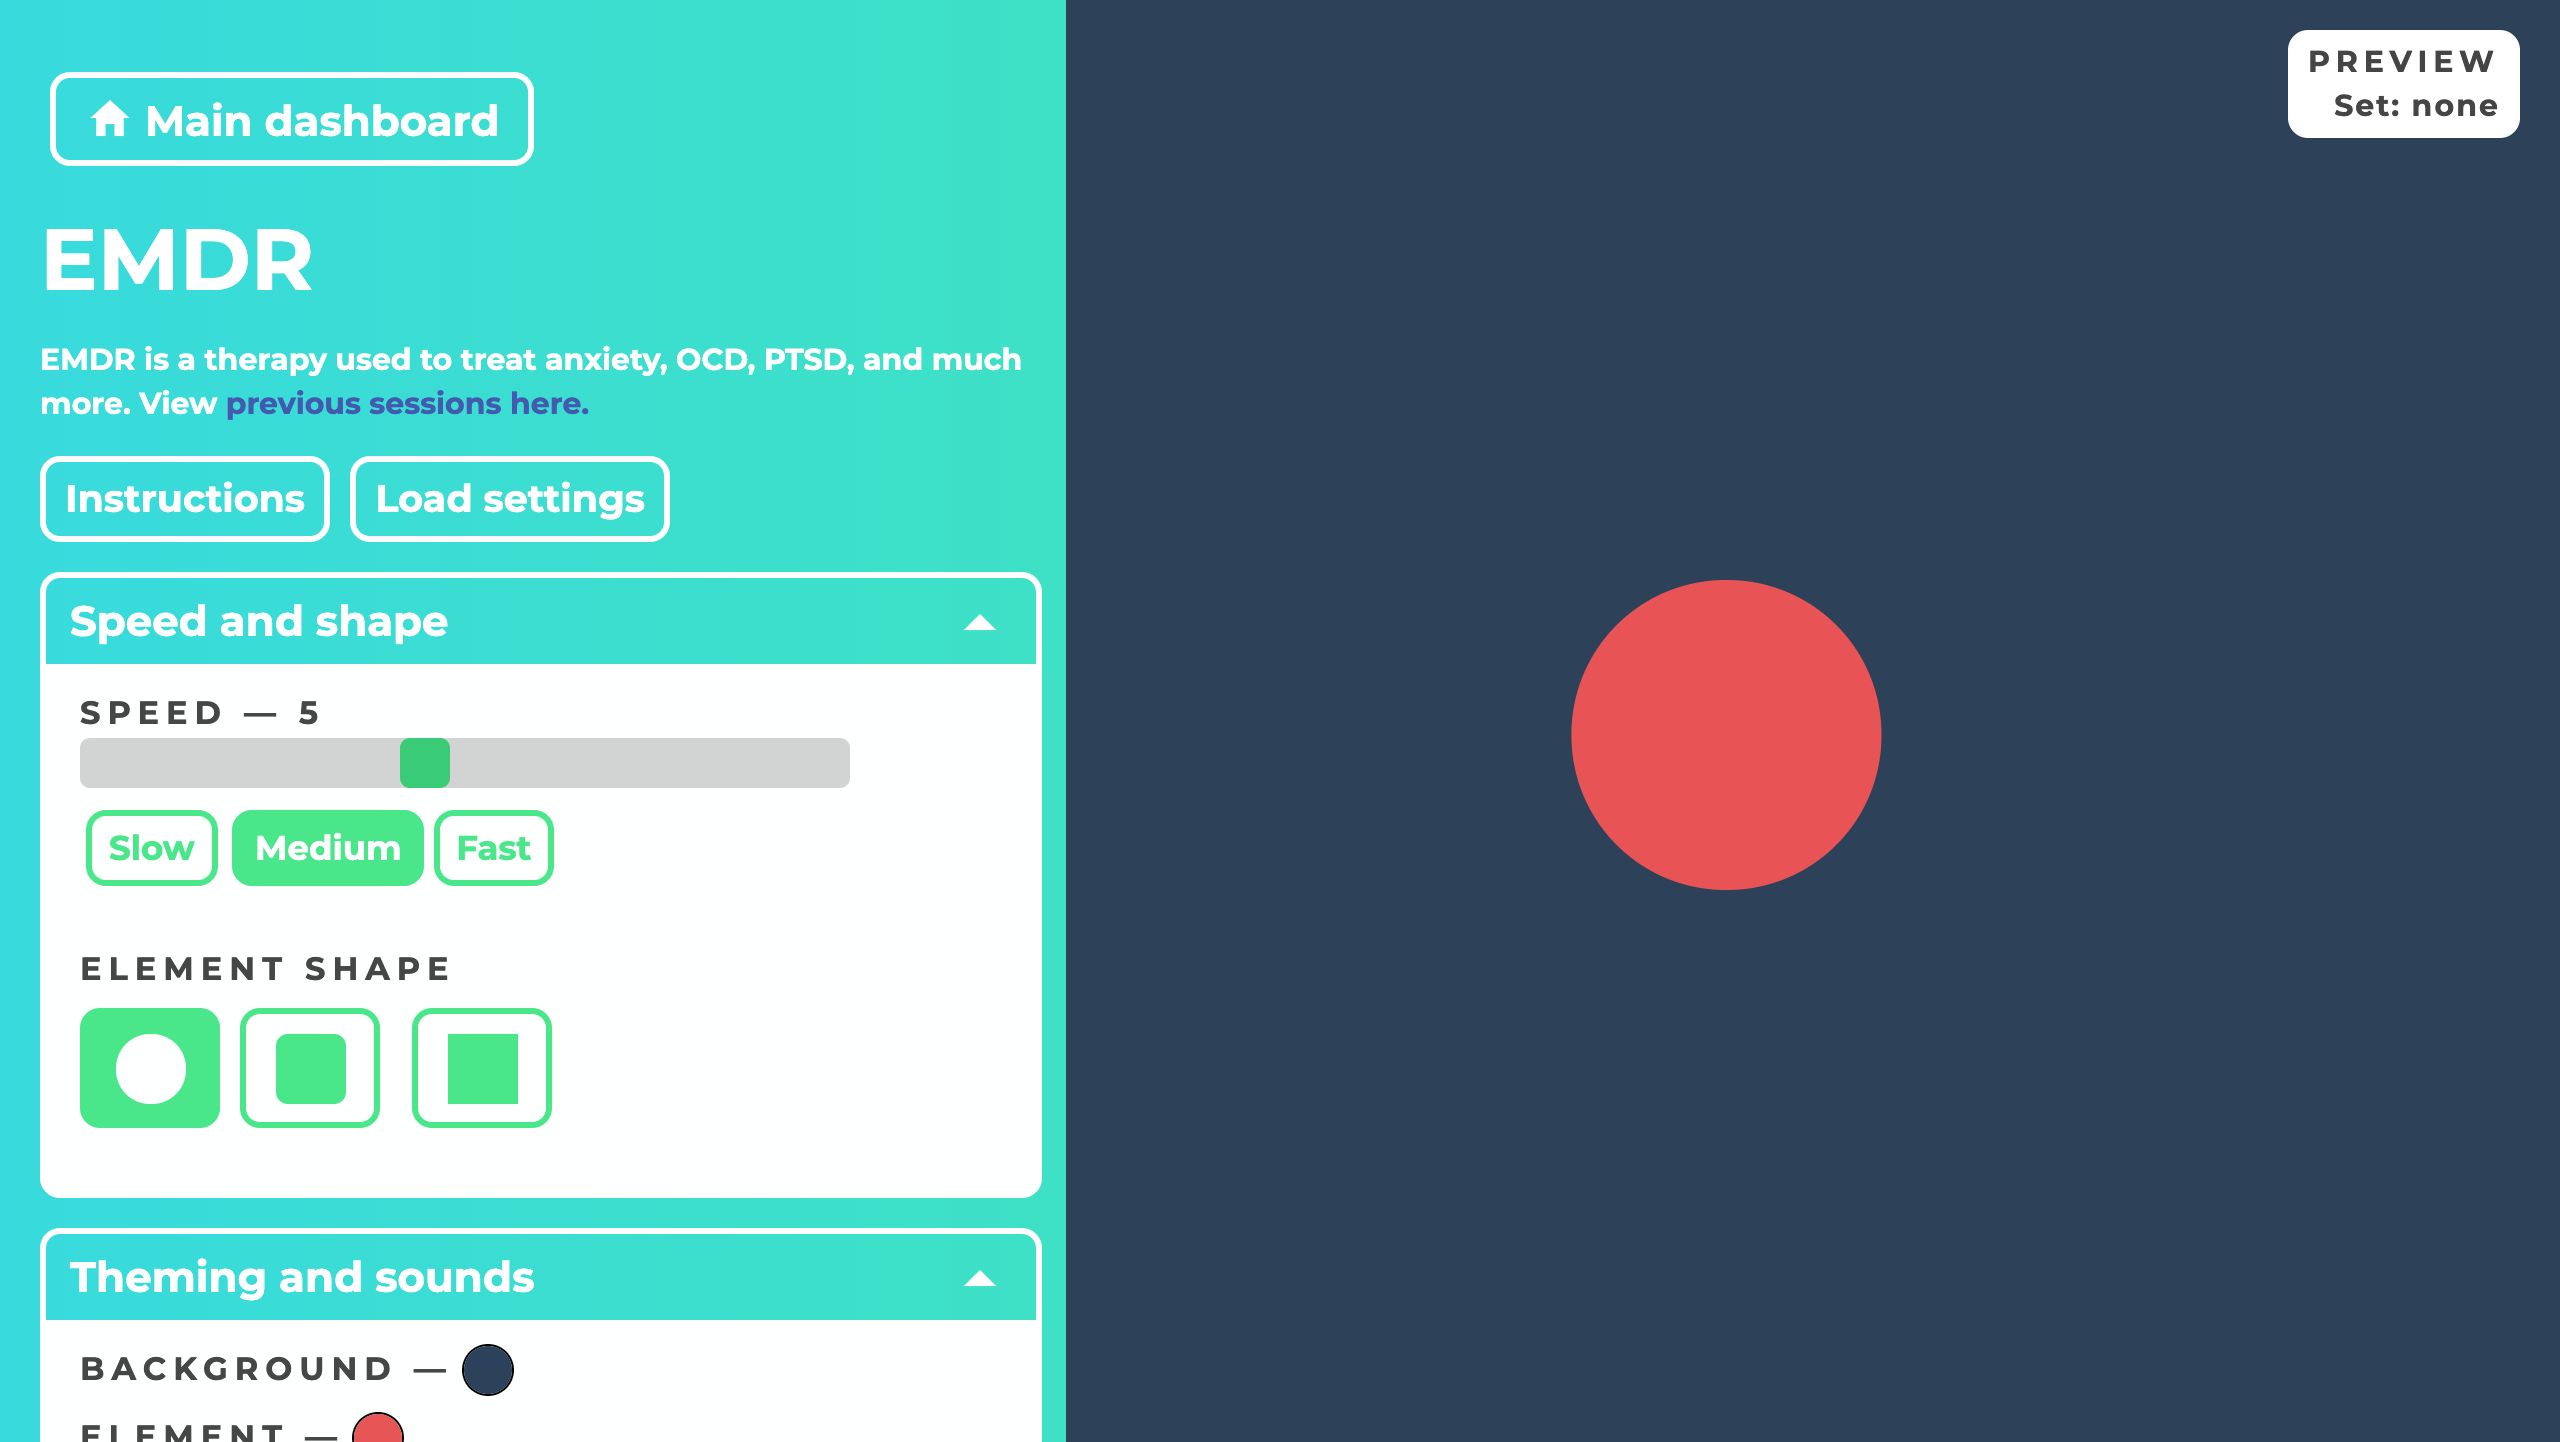 Main dashboard
EMDR
EMDR is a therapy used to treat anxiety, OCD, PTSD, and much
more. View previous sessions here.
Instructions
Load settings
Speed and shape
SPEED — 5
Slow
Medium
Fast
ELEMENT SHAPE
Theming and sounds
BACKGROUND —
ELEMENT —
PREVIEW
Set: none